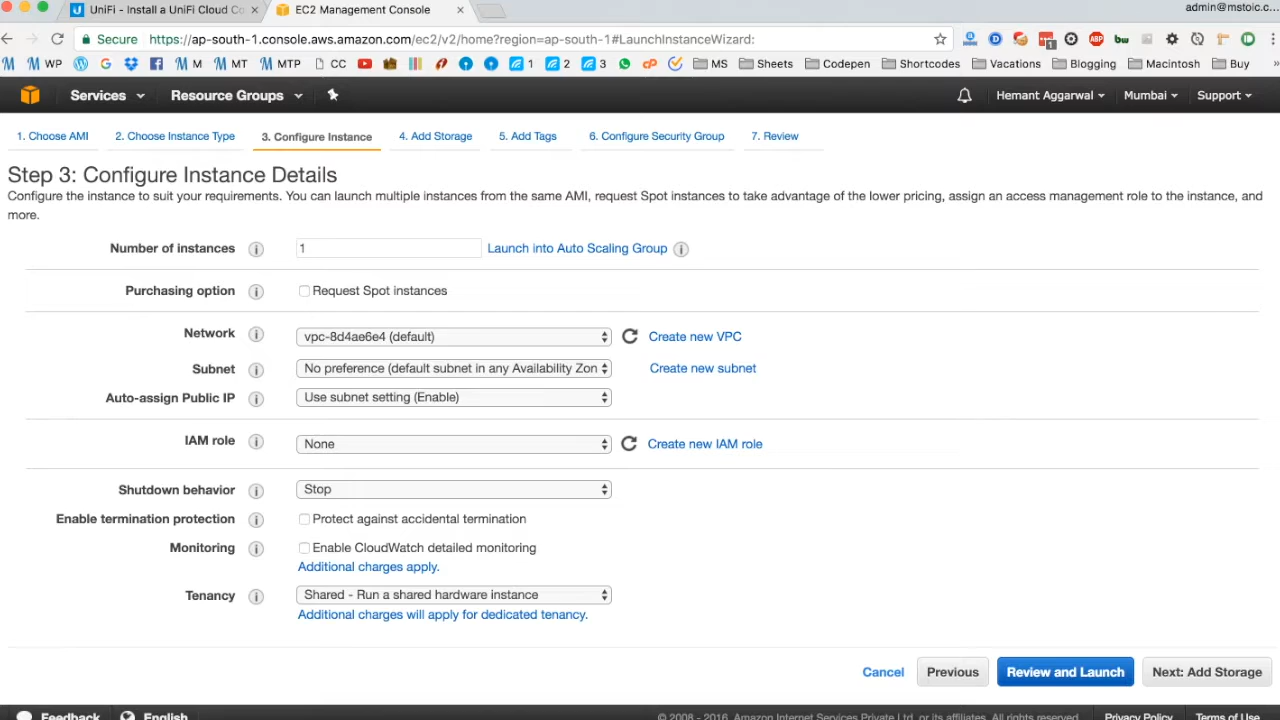 UniFi - Install a UniFi Cloud Co
EC2 Management Console
admin@mstoic.c...
Secure
https://ap-south-1.console.aws.amazon.com/ec2/v2/home?region=ap-south-1#LaunchInstanceWizard:
WP M MT MTP CC 1 2 3 MS Sheets Codepen Shortcodes Vacations Blogging Macintosh Buy
Services Resource Groups Hemant Aggarwal Mumbai Support
1. Choose AMI 2. Choose Instance Type 3. Configure Instance 4. Add Storage 5. Add Tags 6. Configure Security Group 7. Review
Step 3: Configure Instance Details
Configure the instance to suit your requirements. You can launch multiple instances from the same AMI, request Spot instances to take advantage of the lower pricing, assign an access management role to the instance, and
more.
Number of instances 1 Launch into Auto Scaling Group
Purchasing option Request Spot instances
Network vpc-8d4ae6e4 (default) Create new VPC
Subnet No preference (default subnet in any Availability Zon Create new subnet
Auto-assign Public IP Use subnet setting (Enable)
IAM role None Create new IAM role
Shutdown behavior Stop
Enable termination protection Protect against accidental termination
Monitoring Enable CloudWatch detailed monitoring
Additional charges apply.
Tenancy Shared - Run a shared hardware instance
Additional charges will apply for dedicated tenancy.
Cancel Previous Review and Launch Next: Add Storage
Feedback English © 2008 - 2016, Amazon Internet Services Private Ltd. or its affiliates. All rights reserved. Privacy Policy Terms of Use